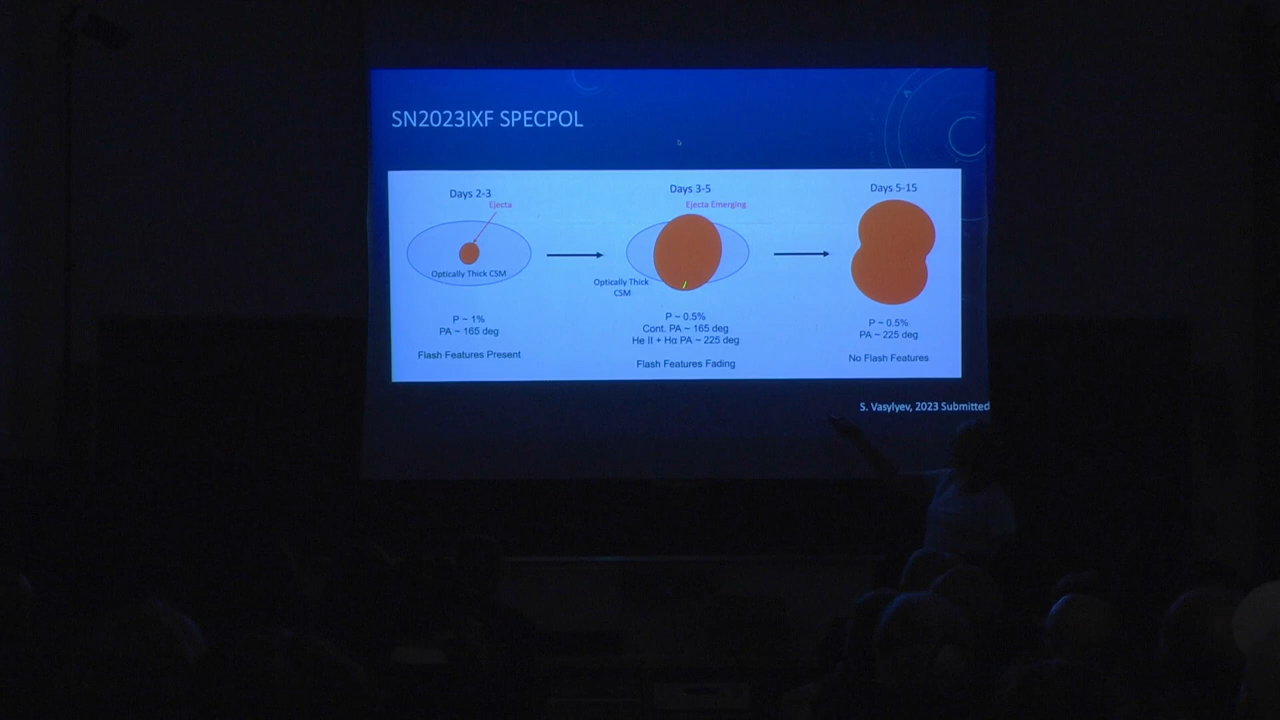 SN2023IXF SPECPOL
Days 2-3
Ejecta
Optically Thick CSM
P ~ 1%
PA ~ 165 deg
Flash Features Present
Days 3-5
Ejecta Emerging
Optically Thick
CSM
P ~ 0.5%
Cont. PA ~ 165 deg
He II + Hα PA ~ 225 deg
Flash Features Fading
Days 5-15
P ~ 0.5%
PA ~ 225 deg
No Flash Features
S. Vasylyev, 2023 Submitted